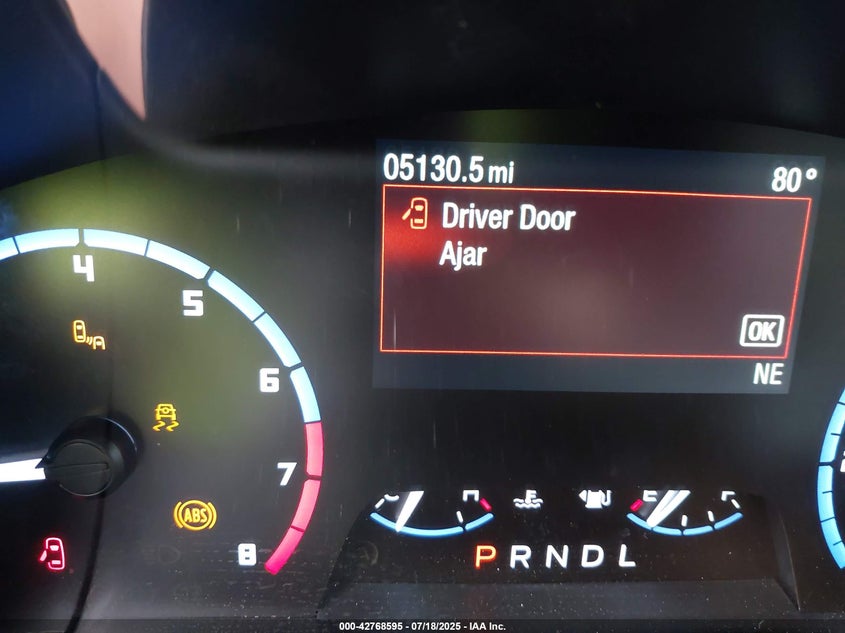 05130.5 mi
80°
Driver Door
Ajar
OK
NE
4
5
6
7
8
ABS
P R N D L
000-42768595 - 07/18/2025 - IAA Inc.